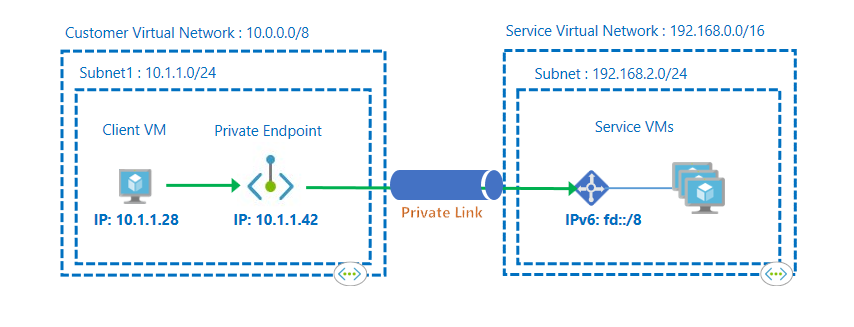 Customer Virtual Network : 10.0.0.0/8
Subnet1 : 10.1.1.0/24
Client VM
Private Endpoint
IP: 10.1.1.28
IP: 10.1.1.42
Private Link
Service Virtual Network : 192.168.0.0/16
Subnet : 192.168.2.0/24
Service VMs
IPv6: fd::/8